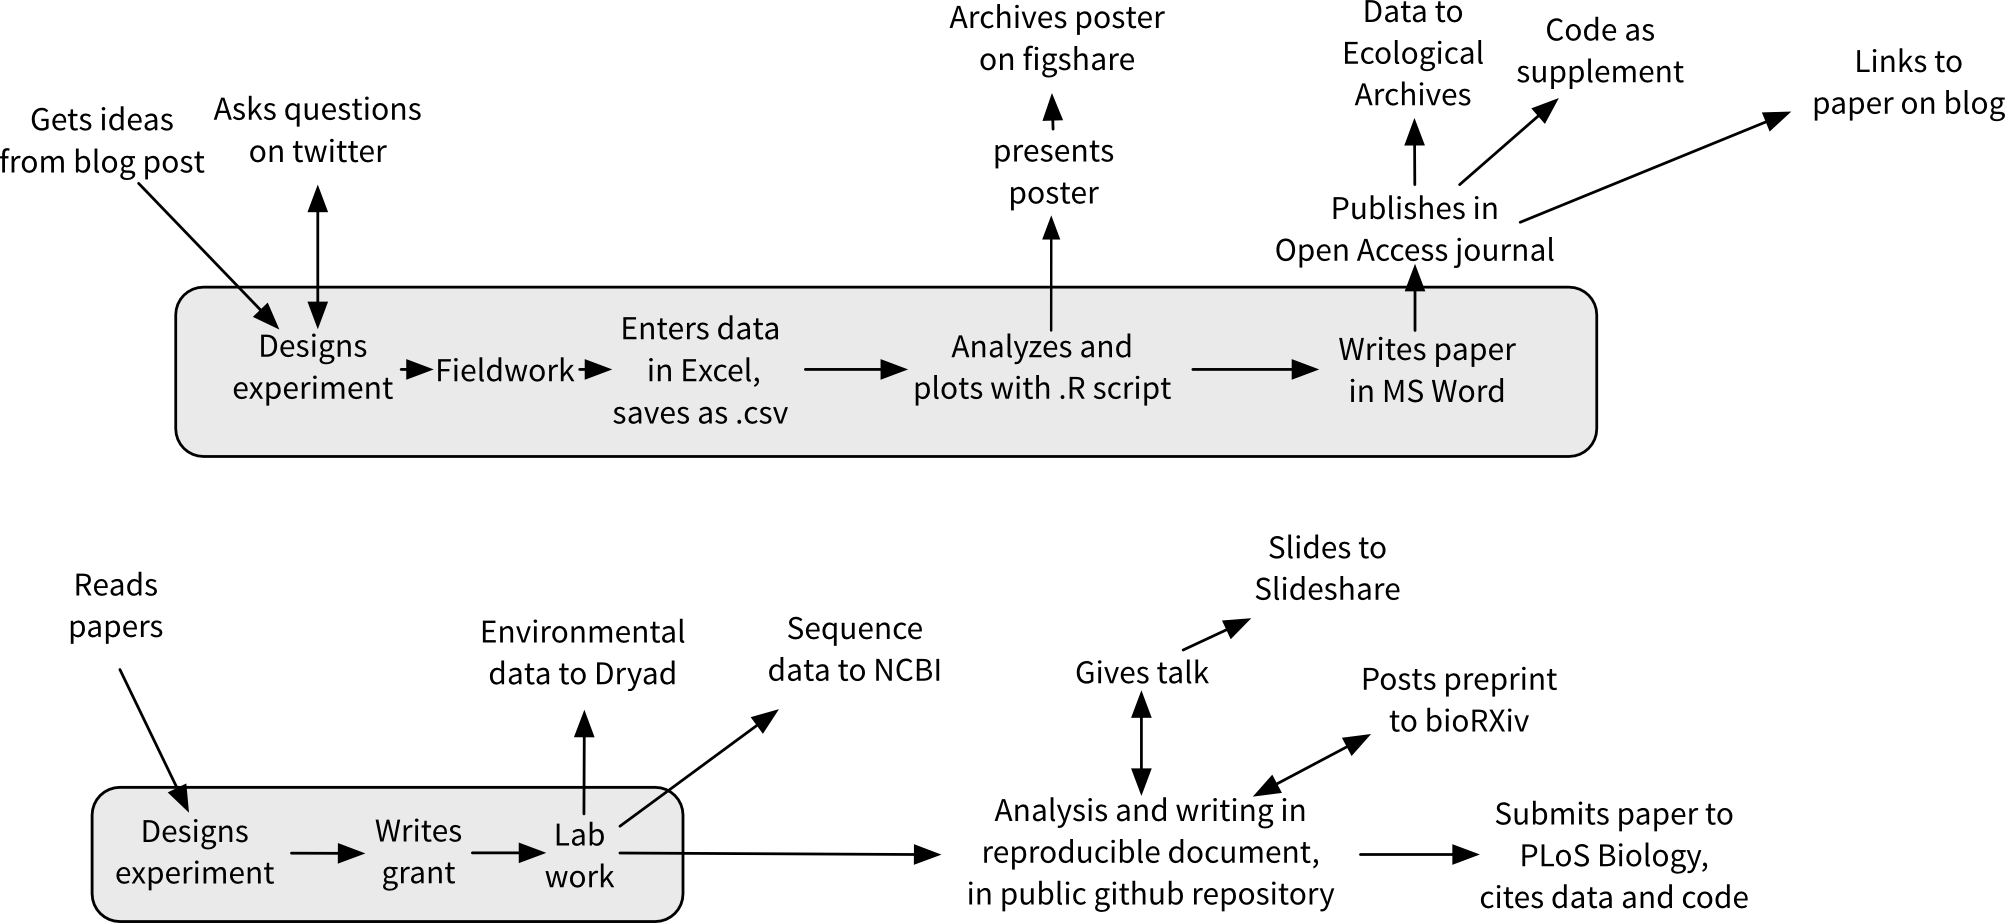 Gets ideas
from blog post
Asks questions
on twitter
Archives poster
on figshare
presents
poster
Data to
Ecological
Archives
Code as
supplement
Links to
paper on blog
Publishes in
Open Access journal
Designs
experiment
Fieldwork
Enters data
in Excel,
saves as .csv
Analyzes and
plots with .R script
Writes paper
in MS Word
Reads
papers
Environmental
data to Dryad
Sequence
data to NCBI
Slides to
Slideshare
Gives talk
Posts preprint
to bioRXiv
Designs
experiment
Writes
grant
Lab
work
Analysis and writing in
reproducible document,
in public github repository
Submits paper to
PLoS Biology,
cites data and code